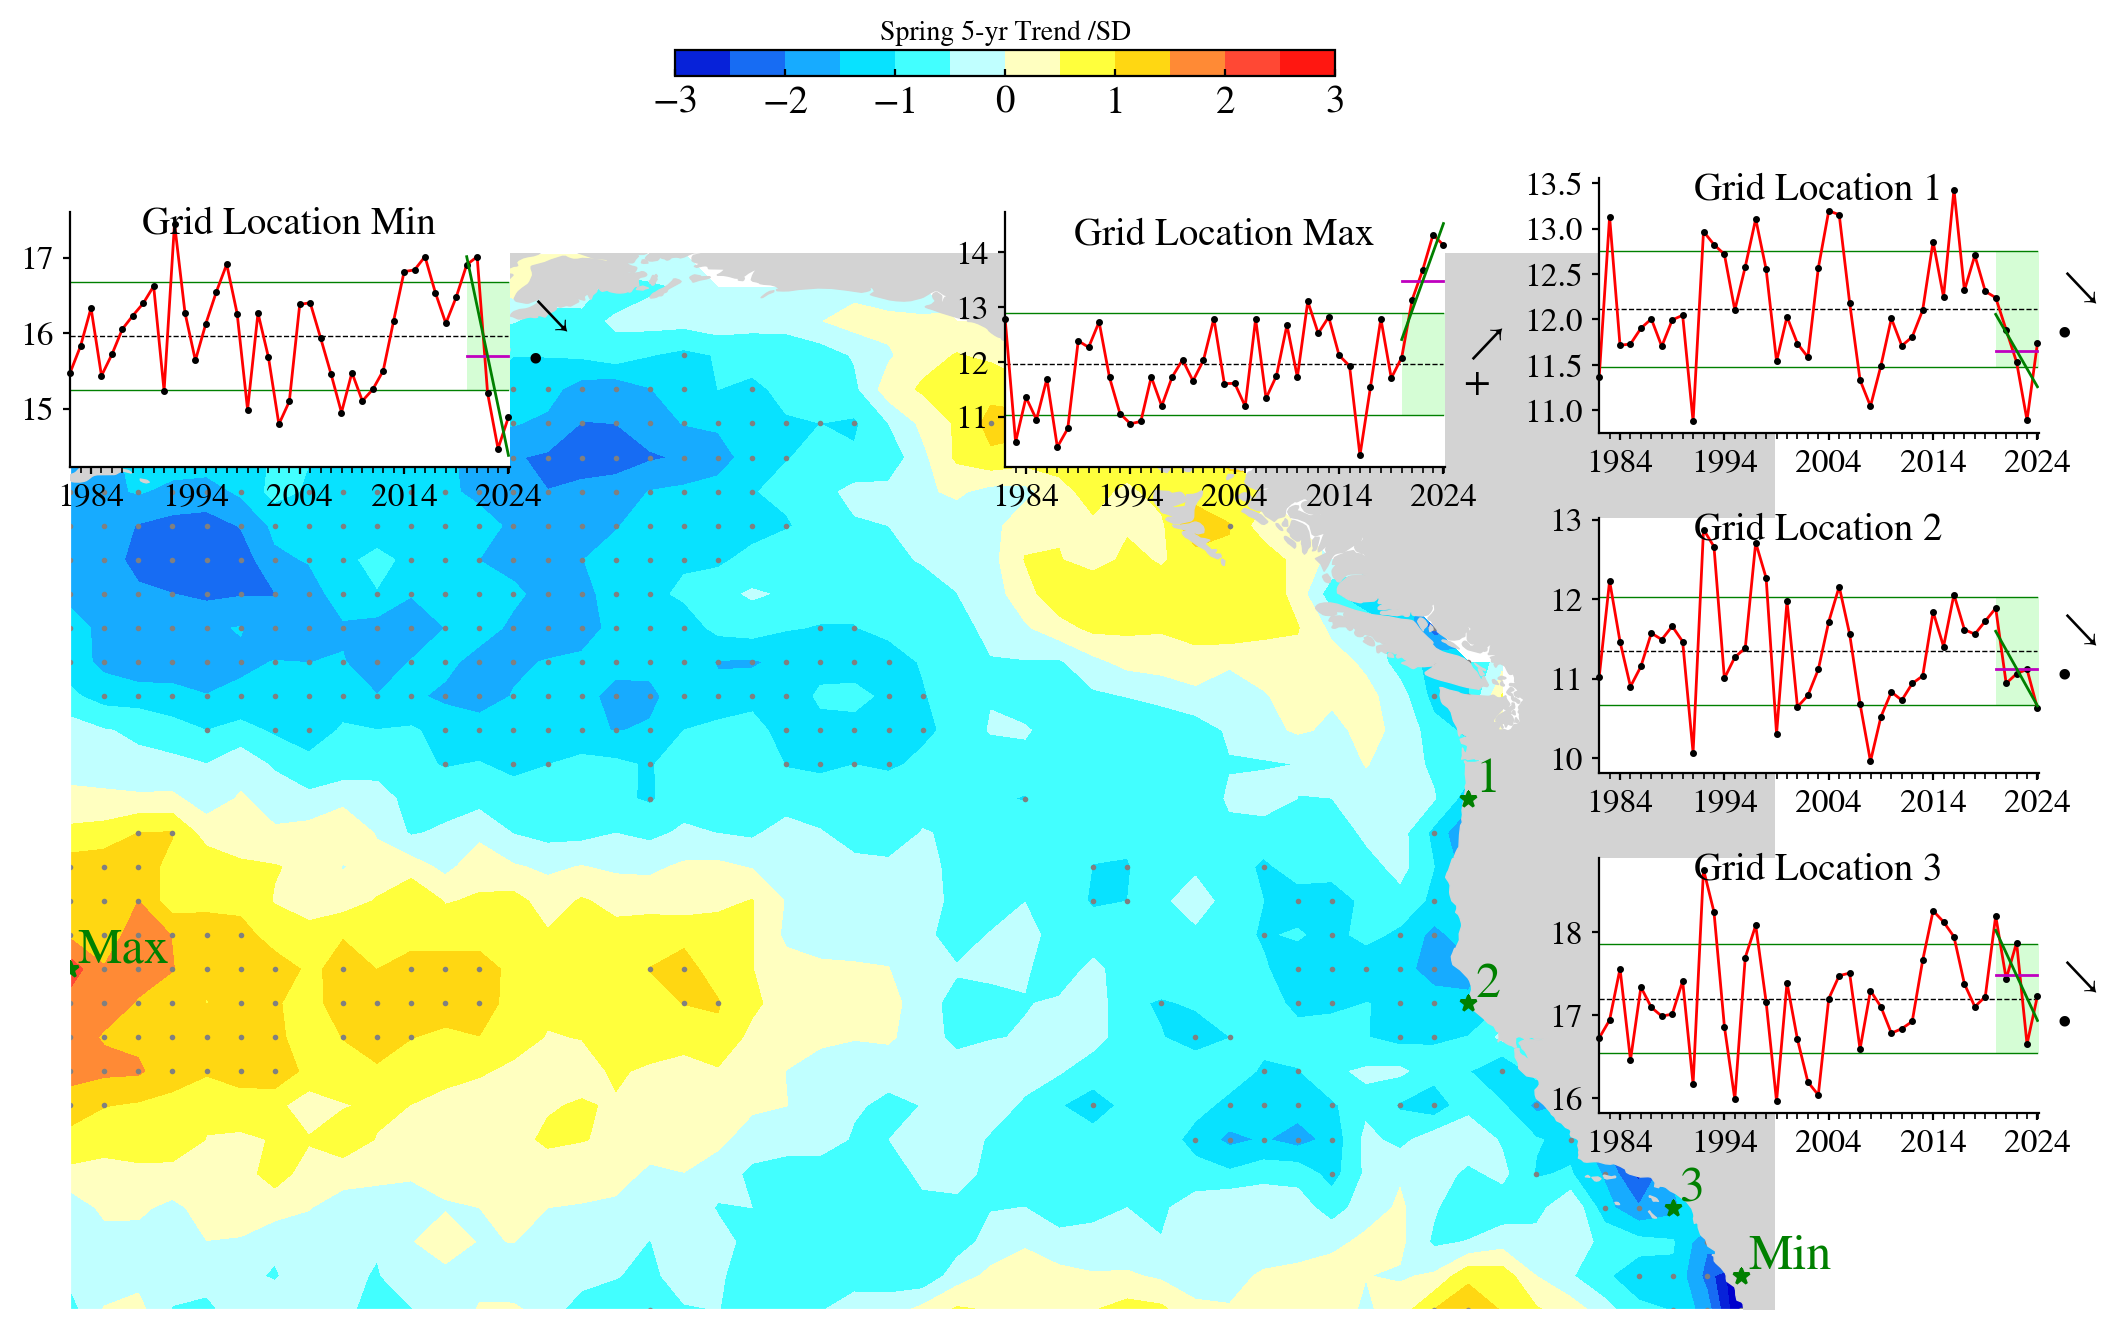 Spring 5-yr Trend /SD
−3 −2 −1 0 1 2 3
Grid Location Min
17
16
15
1984 1994 2004 2014 2024
Grid Location Max
14
13
12
11
1984 1994 2004 2014 2024
+
Grid Location 1
13.5
13.0
12.5
12.0
11.5
11.0
1984 1994 2004 2014 2024
Grid Location 2
13
12
11
10
1984 1994 2004 2014 2024
Grid Location 3
18
17
16
1984 1994 2004 2014 2024
1
Max
2
3
Min